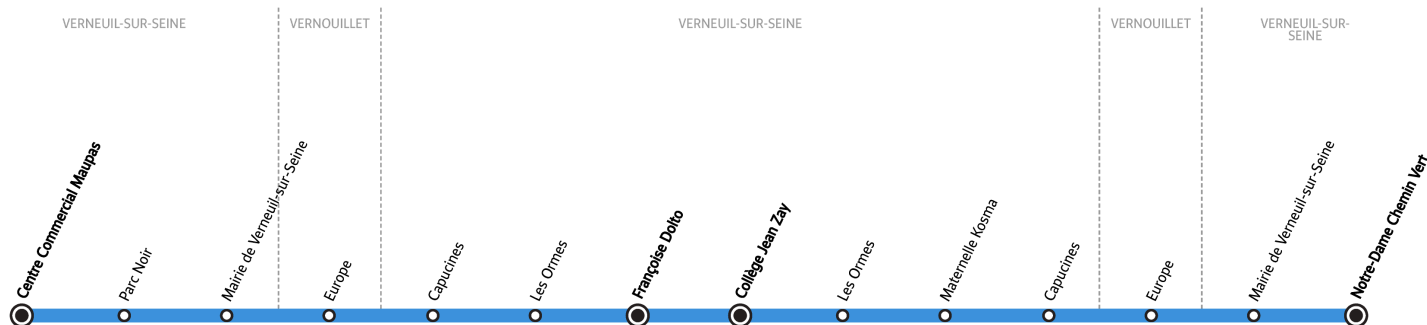 VERNEUIL-SUR-SEINE
VERNOUILLET
VERNEUIL-SUR-SEINE
VERNOUILLET
VERNEUIL-SUR-
SEINE
Centre Commercial Maupas
Parc Noir
Mairie de Verneuil-sur-Seine
Europe
Capucines
Les Ormes
Françoise Dolto
Collège Jean Zay
Les Ormes
Maternelle Kosma
Capucines
Europe
Mairie de Verneuil-sur-Seine
Notre-Dame Chemin Vert